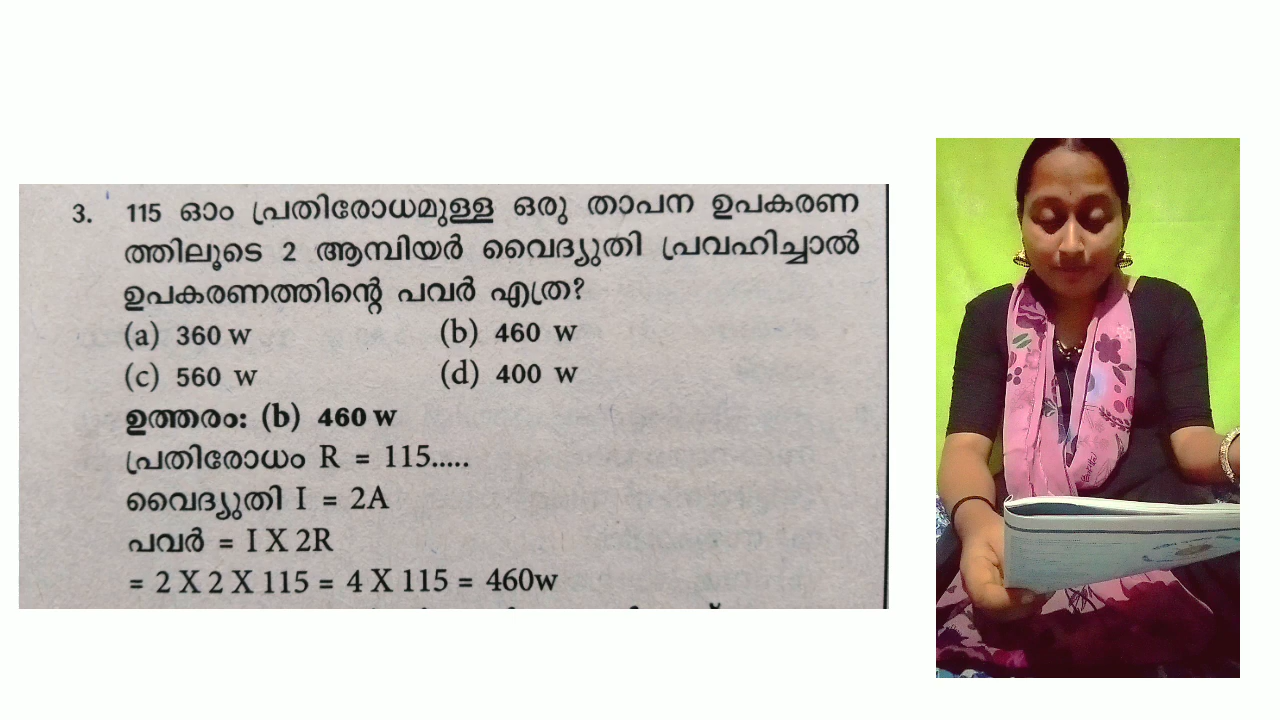 3. 115 ഓം പ്രതിരോധമുള്ള ഒരു താപന ഉപകരണ
ത്തിലൂടെ 2 ആമ്പിയർ വൈദ്യുതി പ്രവഹിച്ചാൽ
ഉപകരണത്തിന്റെ പവർ എത്ര?
(a) 360 w (b) 460 w
(c) 560 w (d) 400 w
ഉത്തരം: (b) 460 w
പ്രതിരോധം R = 115.....
വൈദ്യുതി I = 2A
പവർ = I X 2R
= 2 X 2 X 115 = 4 X 115 = 460w